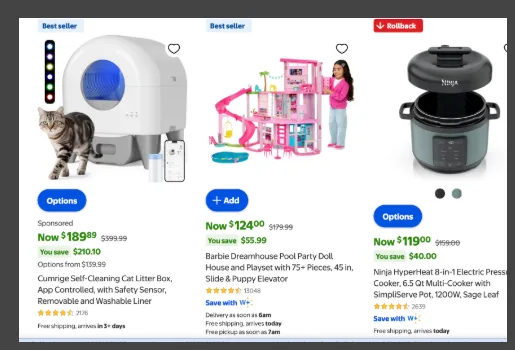 Best seller
Options
Sponsored
Now $189.89 $399.99
You save $210.10
Options from $139.99
Cumrige Self-Cleaning Cat Litter Box,
App Controlled, with Safety Sensor,
Removable and Washable Liner
2176
Free shipping, arrives in 3+ days
Best seller
+ Add
Now $124.00 $179.99
You save $55.99
Barbie Dreamhouse Pool Party Doll
House and Playset with 75+ Pieces, 45 in,
Slide & Puppy Elevator
13048
Save with W+
Delivery as soon as 6am
Free shipping, arrives today
Free pickup as soon as 7am
Rollback
NINJA
Options
Now $119.00 $159.00
You save $40.00
Ninja HyperHeat 8-in-1 Electric Pressu
Cooker, 6.5 Qt Multi-Cooker with
SimpliServe Pot, 1200W, Sage Leaf
2639
Save with W+
Free shipping, arrives today